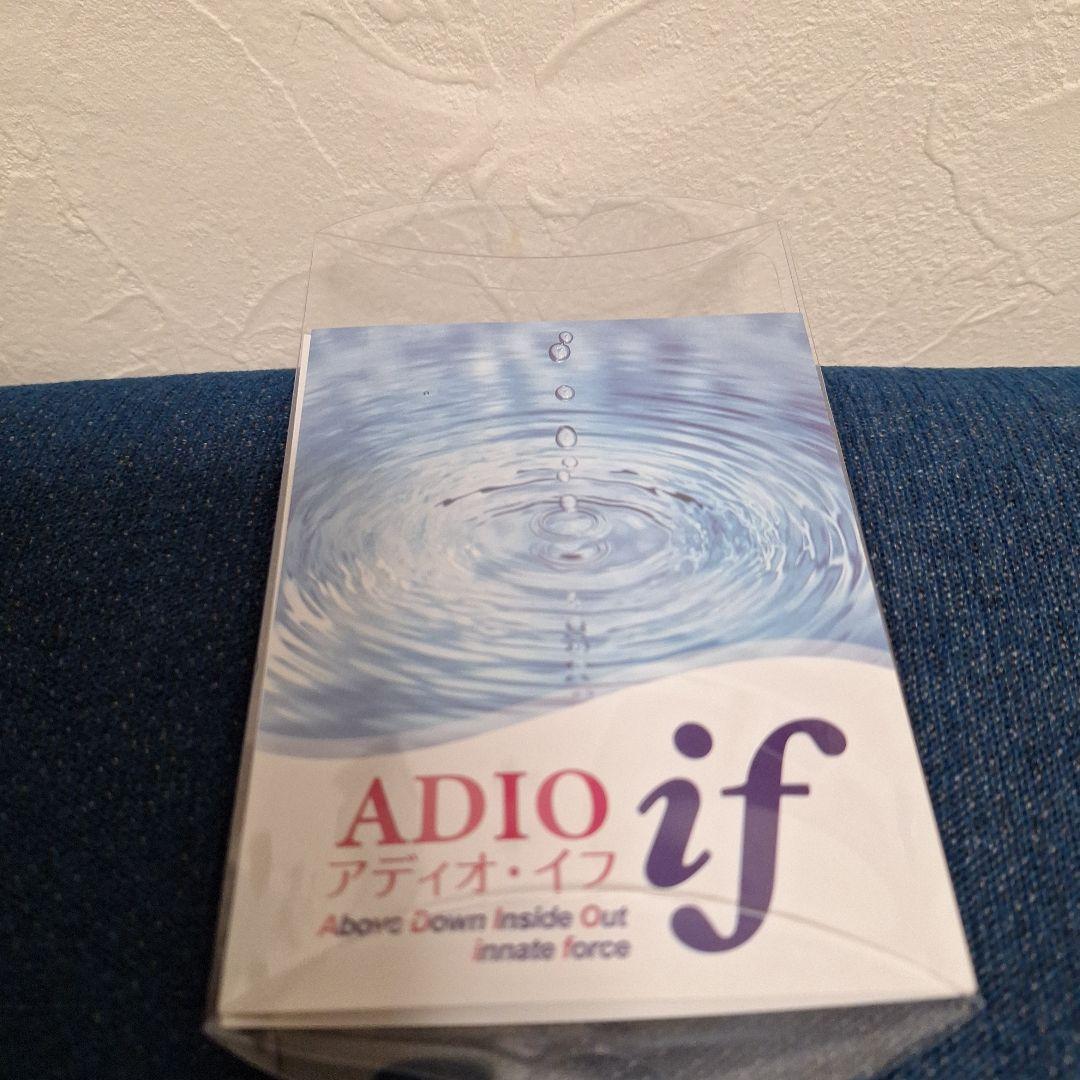 ADIO if
アディオ・イフ
Above Down Inside Out
innate force